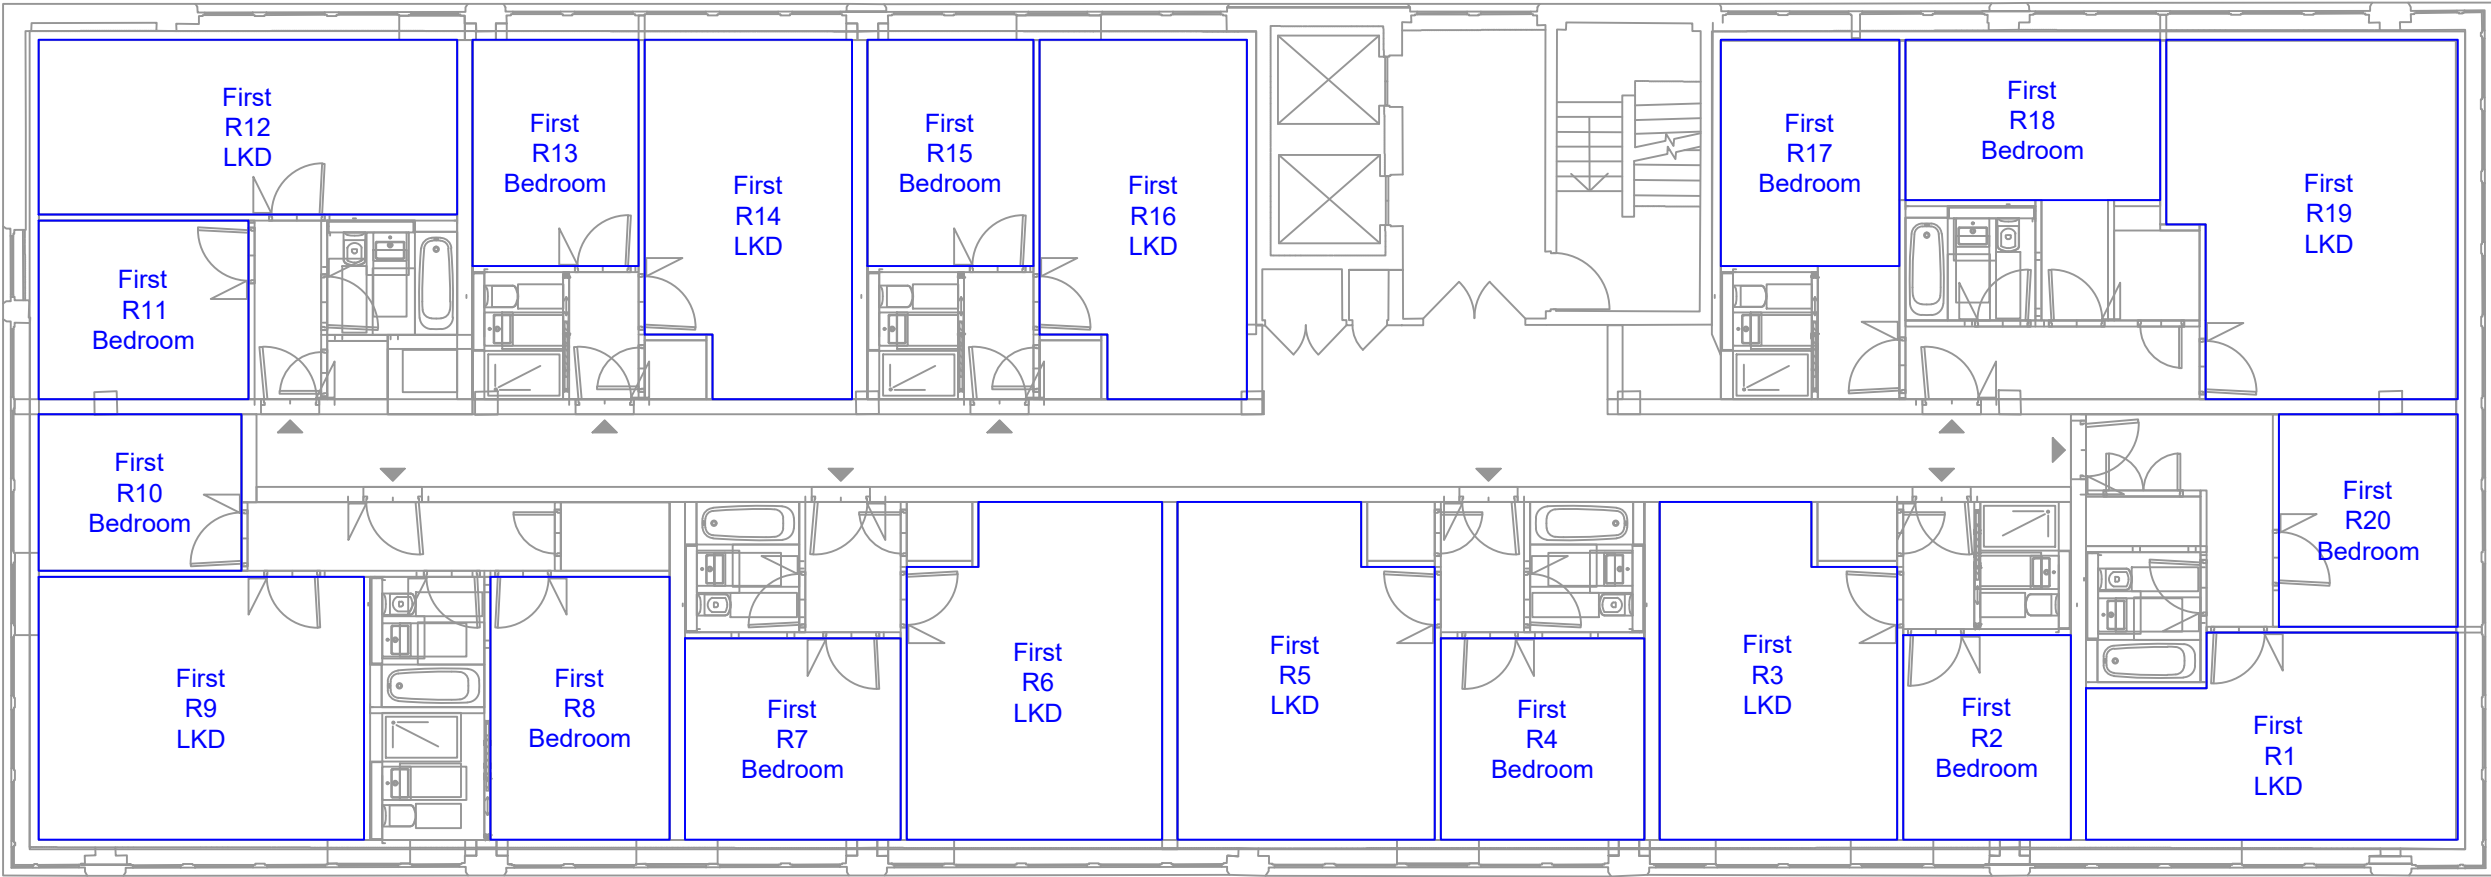 First
R12
LKD
First
R13
Bedroom
First
R14
LKD
First
R15
Bedroom
First
R16
LKD
First
R17
Bedroom
First
R18
Bedroom
First
R19
LKD
First
R11
Bedroom
First
R10
Bedroom
First
R20
Bedroom
First
R9
LKD
First
R8
Bedroom
First
R7
Bedroom
First
R6
LKD
First
R5
LKD
First
R4
Bedroom
First
R3
LKD
First
R2
Bedroom
First
R1
LKD